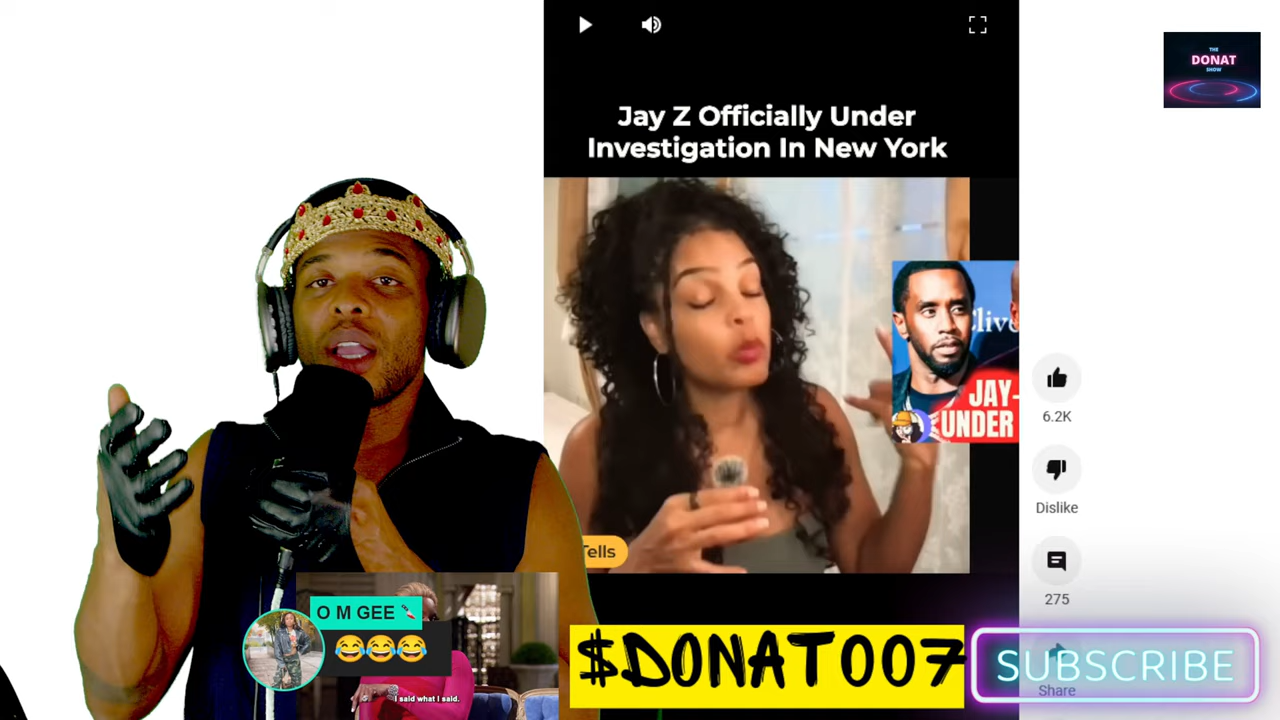 THE
DONAT
SHOW
Jay Z Officially Under
Investigation In New York
Clive
JAY-
UNDER
6.2K
Dislike
Tells
275
O M GEE
I said what I said.
$DONAT007
SUBSCRIBE
Share